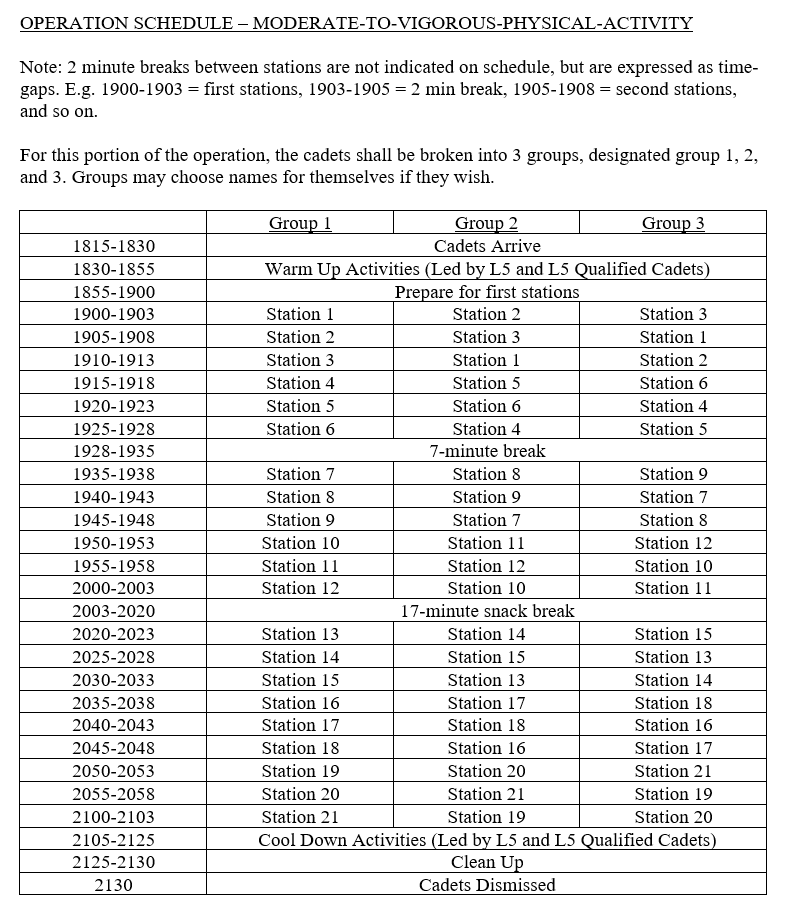 OPERATION SCHEDULE – MODERATE-TO-VIGOROUS-PHYSICAL-ACTIVITY
Note: 2 minute breaks between stations are not indicated on schedule, but are expressed as time-
gaps. E.g. 1900-1903 = first stations, 1903-1905 = 2 min break, 1905-1908 = second stations,
and so on.
For this portion of the operation, the cadets shall be broken into 3 groups, designated group 1, 2,
and 3. Groups may choose names for themselves if they wish.
Group 1 Group 2 Group 3
1815-1830 Cadets Arrive
1830-1855 Warm Up Activities (Led by L5 and L5 Qualified Cadets)
1855-1900 Prepare for first stations
1900-1903 Station 1 Station 2 Station 3
1905-1908 Station 2 Station 3 Station 1
1910-1913 Station 3 Station 1 Station 2
1915-1918 Station 4 Station 5 Station 6
1920-1923 Station 5 Station 6 Station 4
1925-1928 Station 6 Station 4 Station 5
1928-1935 7-minute break
1935-1938 Station 7 Station 8 Station 9
1940-1943 Station 8 Station 9 Station 7
1945-1948 Station 9 Station 7 Station 8
1950-1953 Station 10 Station 11 Station 12
1955-1958 Station 11 Station 12 Station 10
2000-2003 Station 12 Station 10 Station 11
2003-2020 17-minute snack break
2020-2023 Station 13 Station 14 Station 15
2025-2028 Station 14 Station 15 Station 13
2030-2033 Station 15 Station 13 Station 14
2035-2038 Station 16 Station 17 Station 18
2040-2043 Station 17 Station 18 Station 16
2045-2048 Station 18 Station 16 Station 17
2050-2053 Station 19 Station 20 Station 21
2055-2058 Station 20 Station 21 Station 19
2100-2103 Station 21 Station 19 Station 20
2105-2125 Cool Down Activities (Led by L5 and L5 Qualified Cadets)
2125-2130 Clean Up
2130 Cadets Dismissed